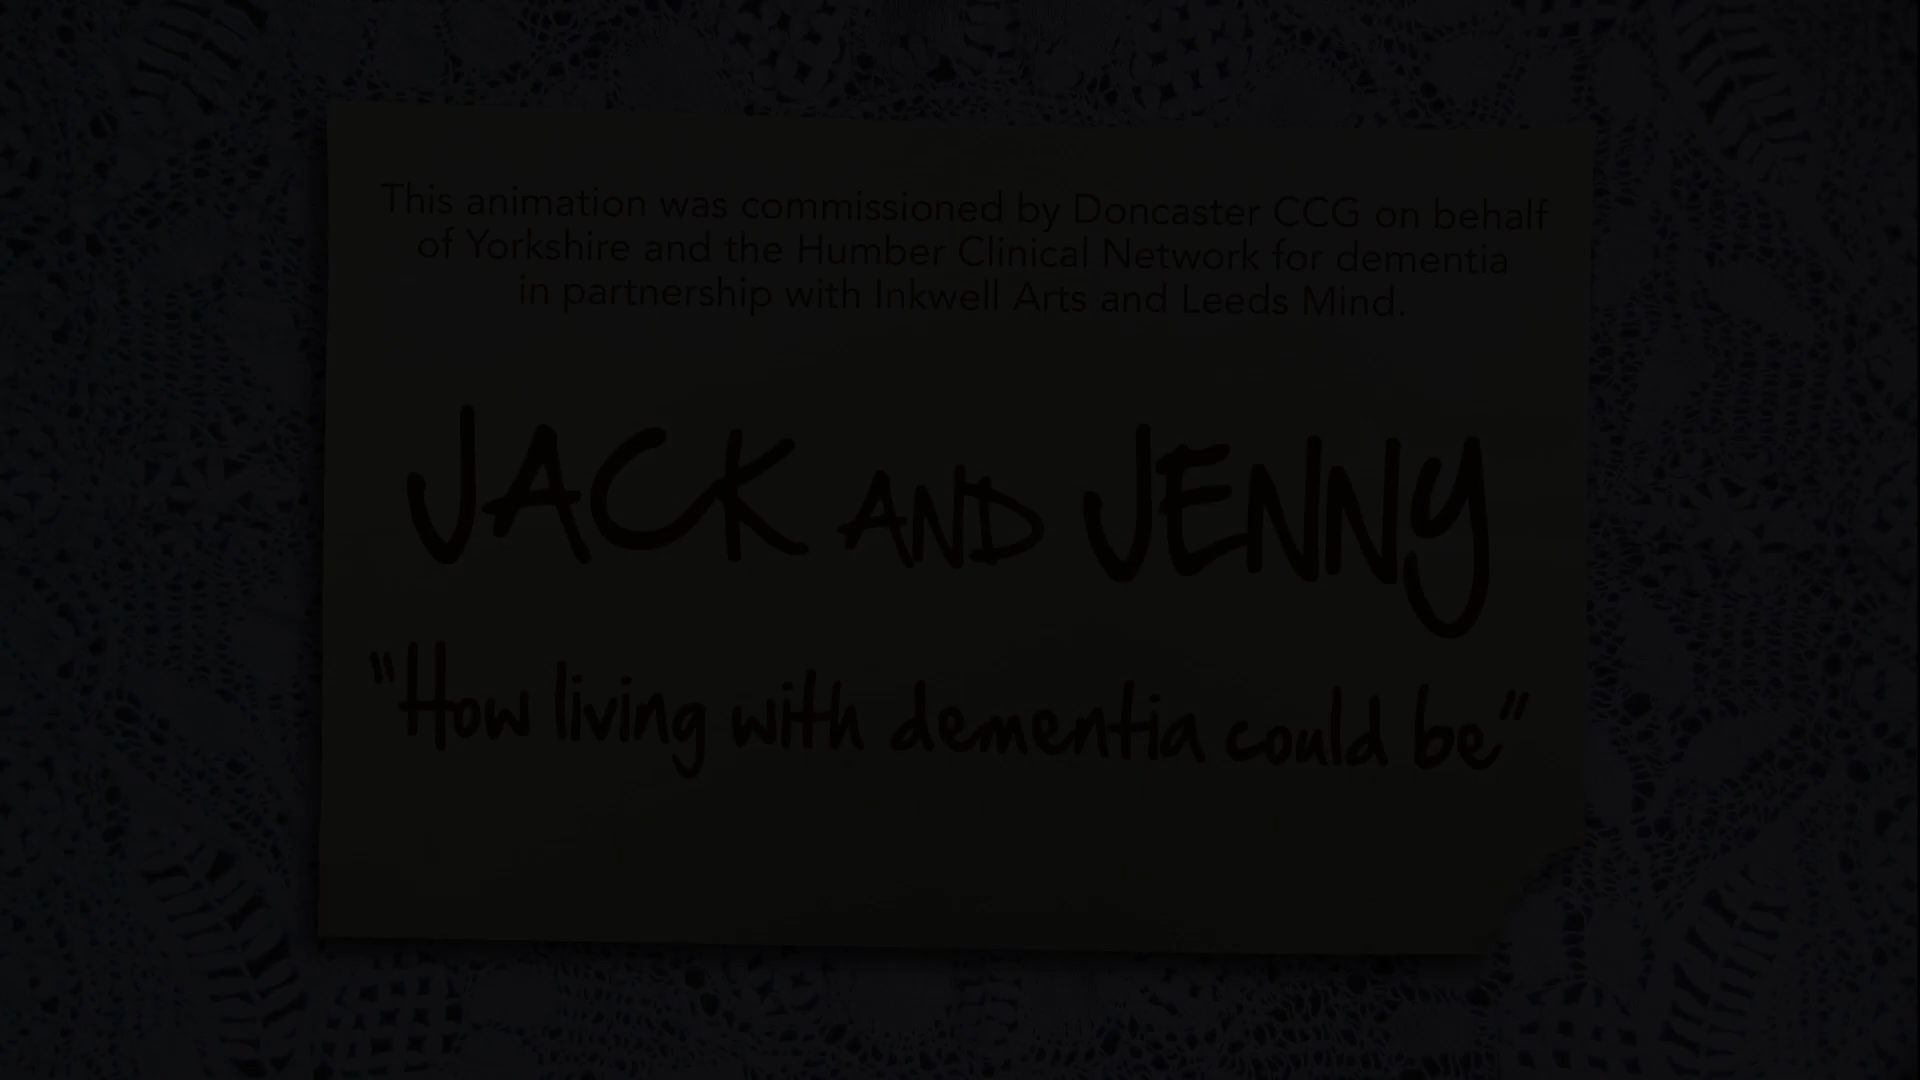 This animation was commissioned by Doncaster CCG on behalf
of Yorkshire and the Humber Clinical Network for dementia
in partnership with Inkwell Arts and Leeds Mind.
JACK AND JENNY
"How living with dementia could be"